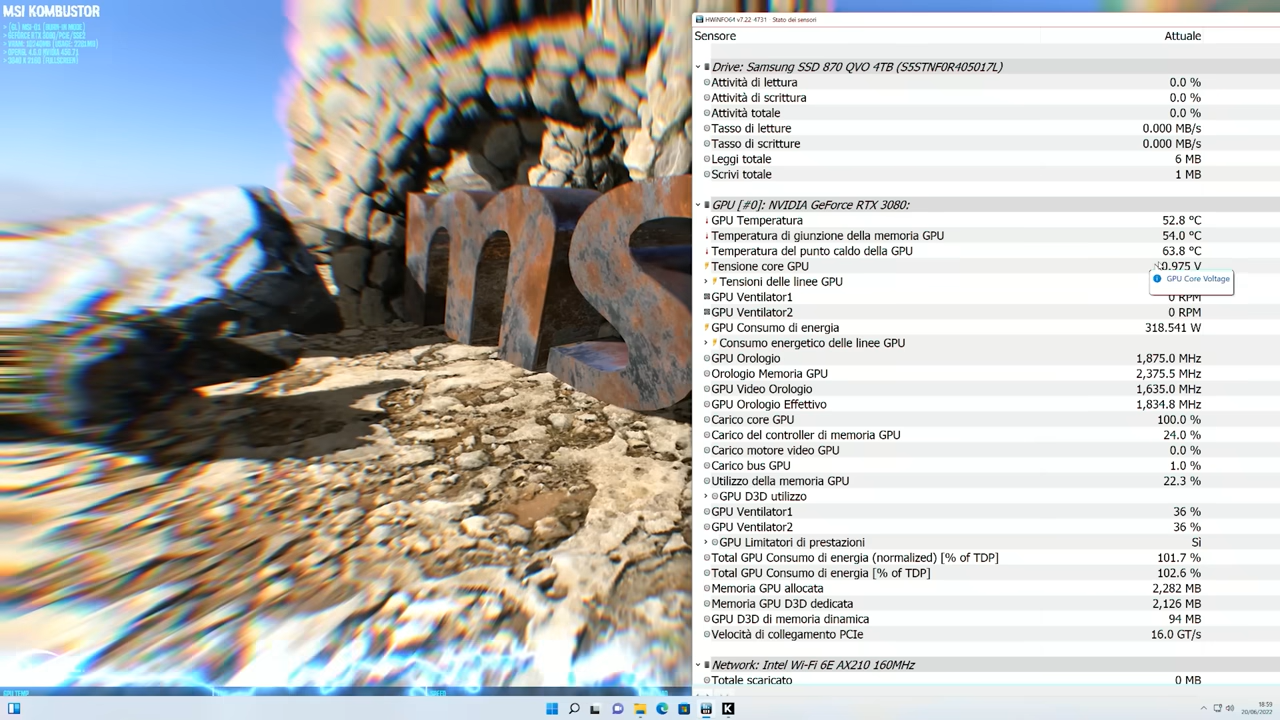 MSI KOMBUSTOR
HWiNFO64 v7.22-4731 Stato dei sensori
Sensore Attuale
Drive: Samsung SSD 870 QVO 4TB (S5STNF0R405017L)
Attività di lettura 0.0 %
Attività di scrittura 0.0 %
Attività totale 0.0 %
Tasso di letture 0.000 MB/s
Tasso di scritture 0.000 MB/s
Leggi totale 6 MB
Scrivi totale 1 MB
GPU [#0]: NVIDIA GeForce RTX 3080:
GPU Temperatura 52.8 °C
Temperatura di giunzione della memoria GPU 54.0 °C
Temperatura del punto caldo della GPU 63.8 °C
Tensione core GPU 0.975 V
Tensioni delle linee GPU
GPU Core Voltage
GPU Ventilator1 0 RPM
GPU Ventilator2 0 RPM
GPU Consumo di energia 318.541 W
Consumo energetico delle linee GPU
GPU Orologio 1,875.0 MHz
Orologio Memoria GPU 2,375.5 MHz
GPU Video Orologio 1,635.0 MHz
GPU Orologio Effettivo 1,834.8 MHz
Carico core GPU 100.0 %
Carico del controller di memoria GPU 24.0 %
Carico motore video GPU 0.0 %
Carico bus GPU 1.0 %
Utilizzo della memoria GPU 22.3 %
GPU D3D utilizzo
GPU Ventilator1 36 %
GPU Ventilator2 36 %
GPU Limitatori di prestazioni Sì
Total GPU Consumo di energia (normalized) [% of TDP] 101.7 %
Total GPU Consumo di energia [% of TDP] 102.6 %
Memoria GPU allocata 2,282 MB
Memoria GPU D3D dedicata 2,126 MB
GPU D3D di memoria dinamica 94 MB
Velocità di collegamento PCIe 16.0 GT/s
Network: Intel Wi-Fi 6E AX210 160MHz
Totale scaricato 0 MB
GPU TEMP
ms
K
18:59
20/06/2022